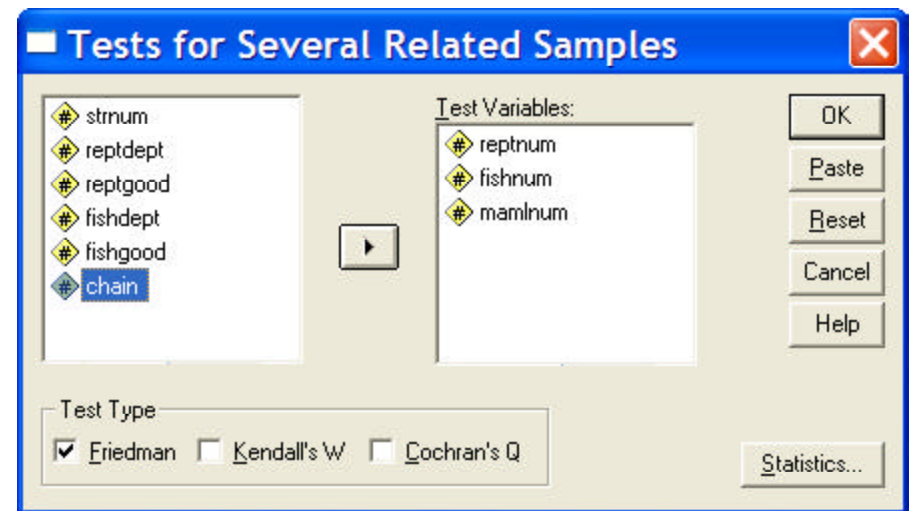 Tests for Several Related Samples
strnum
reptdept
reptgood
fishdept
fishgood
chain
Test Variables:
reptnum
fishnum
mamlnum
OK
Paste
Reset
Cancel
Help
Test Type
Friedman Kendall's W Cochran's Q
Statistics...